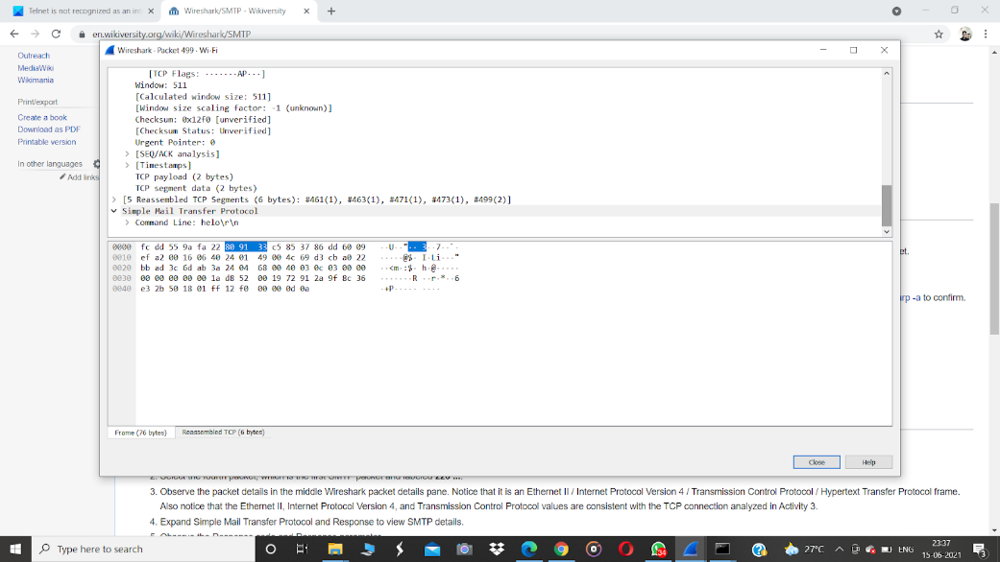 Telnet is not recognized as an int
Wireshark/SMTP - Wikiversity
en.wikiversity.org/wiki/Wireshark/SMTP
Outreach
MediaWiki
Wikimania
Print/export
Create a book
Download as PDF
Printable version
In other languages
Add links
Wireshark · Packet 499 · Wi-Fi
[TCP Flags: ·······AP···]
Window: 511
[Calculated window size: 511]
[Window size scaling factor: -1 (unknown)]
Checksum: 0x12f0 [unverified]
[Checksum Status: Unverified]
Urgent Pointer: 0
[SEQ/ACK analysis]
[Timestamps]
TCP payload (2 bytes)
TCP segment data (2 bytes)
[5 Reassembled TCP Segments (6 bytes): #461(1), #463(1), #471(1), #473(1), #499(2)]
Simple Mail Transfer Protocol
Command Line: helo\r\n
0000 fc dd 55 9a fa 22 80 91 33 c5 85 37 86 dd 60 09 ··U··"·· 3··7··`·
0010 ef a2 00 16 06 40 24 01 49 00 4c 69 d3 cb a0 22 ·····@$· I·Li···"
0020 bb ad 3c 6d ab 3a 24 04 68 00 40 03 0c 03 00 00 ··<m·:$· h·@·····
0030 00 00 00 00 00 1a d8 52 00 19 72 91 2a 9f 8c 36 ·······R ··r·*··6
0040 e3 2b 50 18 01 ff 12 f0 00 00 0d 0a ·+P····· ····
Frame (76 bytes)
Reassembled TCP (6 bytes)
Close
Help
et.
rp -a to confirm.
3. Observe the packet details in the middle Wireshark packet details pane. Notice that it is an Ethernet II / Internet Protocol Version 4 / Transmission Control Protocol / Hypertext Transfer Protocol frame.
Also notice that the Ethernet II, Internet Protocol Version 4, and Transmission Control Protocol values are consistent with the TCP connection analyzed in Activity 3.
4. Expand Simple Mail Transfer Protocol and Response to view SMTP details.
Type here to search
34
27°C
ENG
23:37
15-06-2021
3